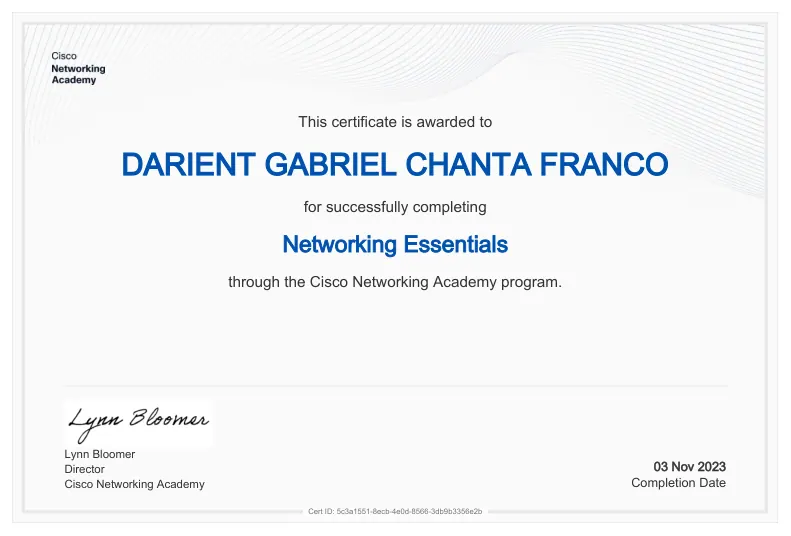 Cisco
Networking
Academy
This certificate is awarded to
DARIENT GABRIEL CHANTA FRANCO
for successfully completing
Networking Essentials
through the Cisco Networking Academy program.
Lynn Bloomer
Lynn Bloomer
Director
Cisco Networking Academy
03 Nov 2023
Completion Date
Cert ID: 5c3a1551-8ecb-4e0d-8566-3db9b3356e2b